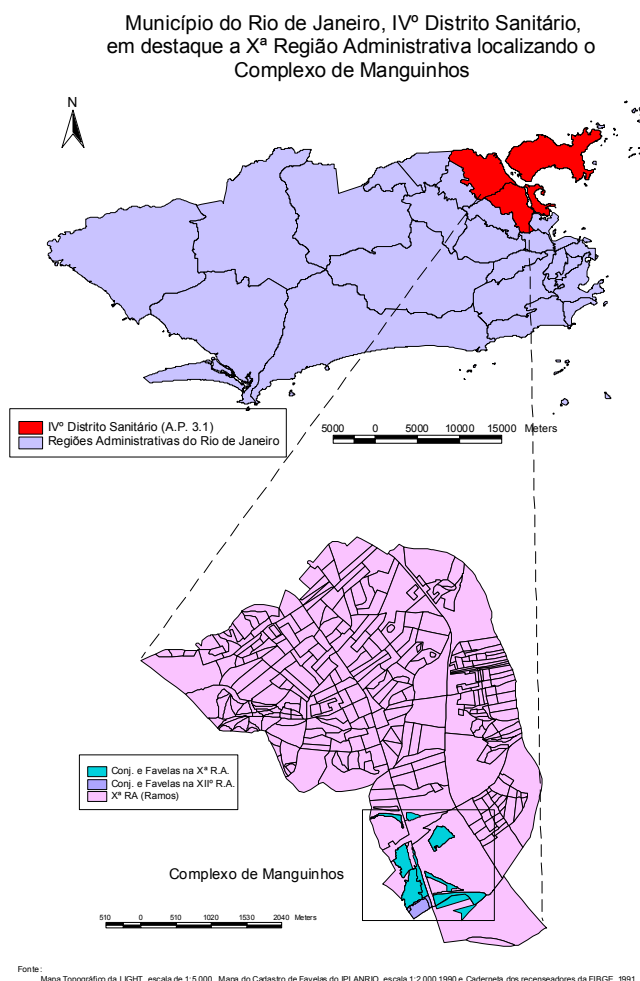 Município do Rio de Janeiro, IVº Distrito Sanitário,
em destaque a Xª Região Administrativa localizando o
Complexo de Manguinhos
N
IVº Distrito Sanitário (A.P. 3.1)
Regiões Administrativas do Rio de Janeiro
5000 0 5000 10000 15000 Meters
Conj. e Favelas na Xª R.A.
Conj. e Favelas na XIIº R.A.
Xª RA (Ramos)
Complexo de Manguinhos
510 0 510 1020 1530 2040 Meters
Fonte:
Mapa Topográfico da LIGHT, escala de 1:5.000, Mapa do Cadastro de Favelas do IPLANRIO, escala 1:2.000 1990 e Caderneta dos recenseadores da FIBGE, 1991